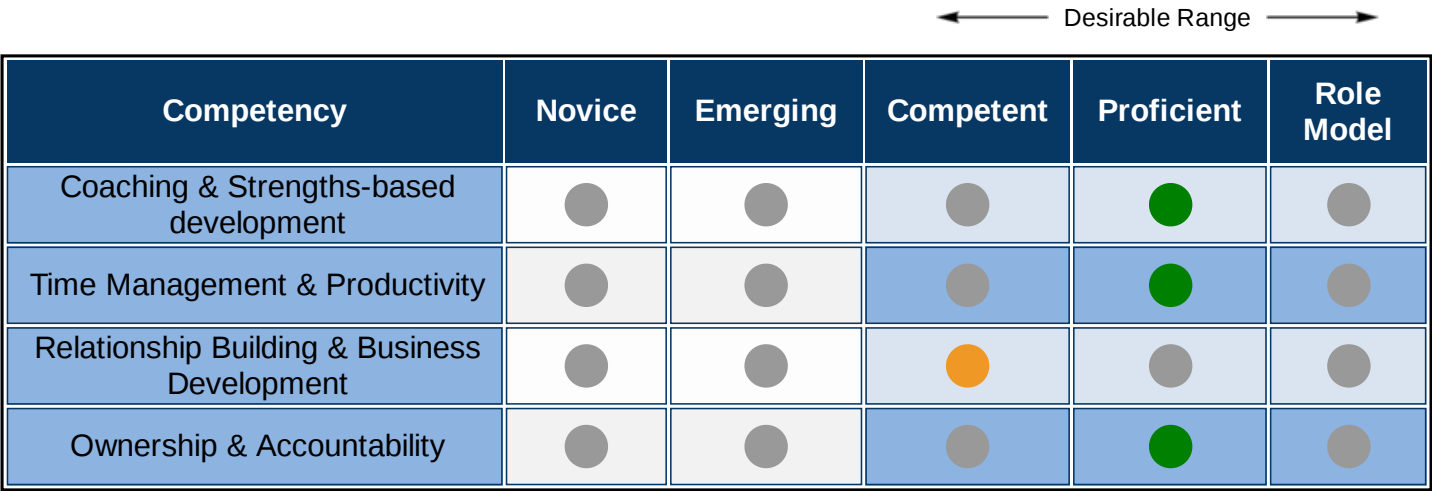 Desirable Range
Competency
Novice
Emerging
Competent
Proficient
Role
Model
Coaching & Strengths-based
development
Time Management & Productivity
Relationship Building & Business
Development
Ownership & Accountability